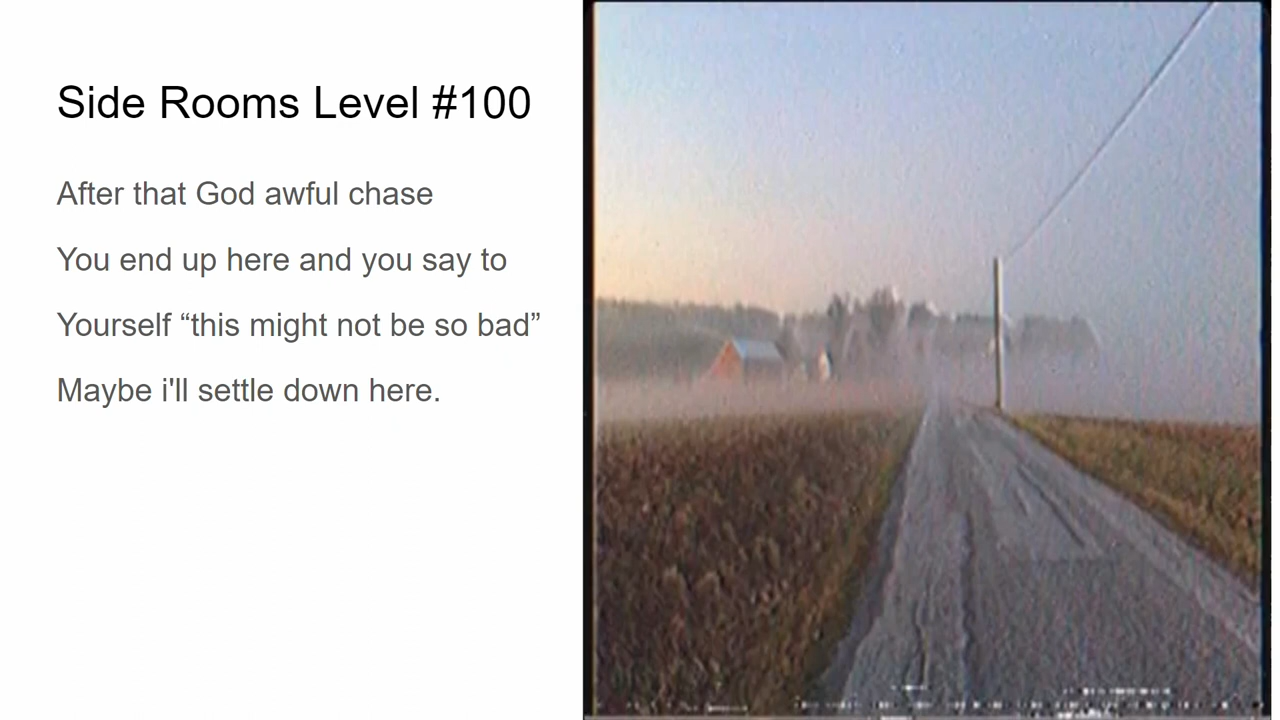 Side Rooms Level #100
After that God awful chase
You end up here and you say to
Yourself “this might not be so bad”
Maybe i'll settle down here.